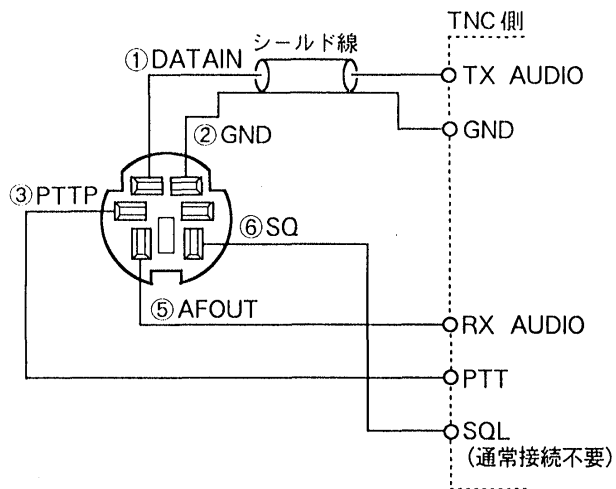 TNC側
シールド線
①DATAIN
TX AUDIO
②GND
GND
③PTTP
⑥SQ
⑤AFOUT
RX AUDIO
PTT
SQL
(通常接続不要)